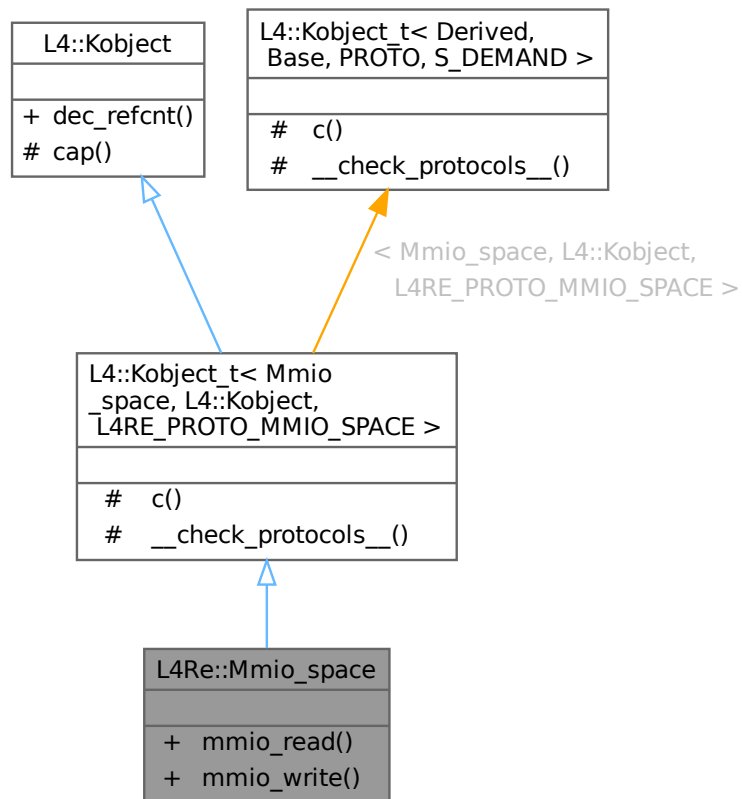 L4::Kobject
+ dec_refcnt()
# cap()
L4::Kobject_t< Derived,
Base, PROTO, S_DEMAND >
# c()
# __check_protocols__()
< Mmio_space, L4::Kobject,
L4RE_PROTO_MMIO_SPACE >
L4::Kobject_t< Mmio
_space, L4::Kobject,
L4RE_PROTO_MMIO_SPACE >
# c()
# __check_protocols__()
L4Re::Mmio_space
+ mmio_read()
+ mmio_write()